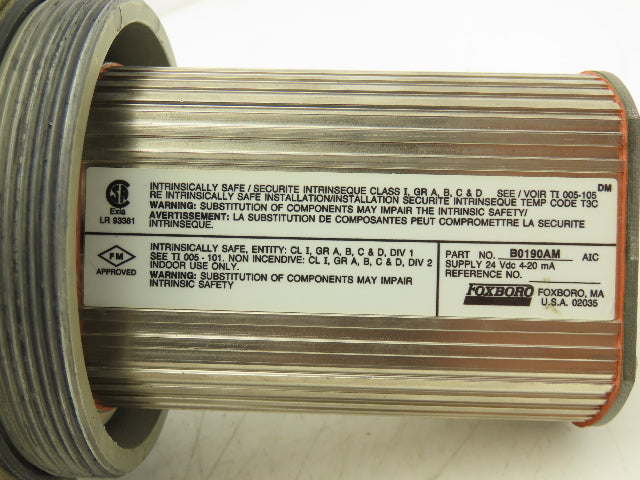 INTRINSICALLY SAFE / SECURITE INTRINSEQUE CLASS I, GR A, B, C & D SEE / VOIR TI 005-105 DM
RE INTRINSICALLY SAFE INSTALLATION/INSTALLATION SECURITE INTRINSEQUE TEMP CODE T3C
WARNING: SUBSTITUTION OF COMPONENTS MAY IMPAIR THE INTRINSIC SAFETY/
AVERTISSEMENT: LA SUBSTITUTION DE COMPOSANTES PEUT COMPROMETTRE LA SECURITE
INTRINSEQUE.
Exia
LR 93361
INTRINSICALLY SAFE, ENTITY: CL I, GR A, B, C & D, DIV 1
SEE TI 005 - 101. NON INCENDIVE: CL I, GR A, B, C & D, DIV 2
INDOOR USE ONLY.
WARNING: SUBSTITUTION OF COMPONENTS MAY IMPAIR
INTRINSIC SAFETY
FM
APPROVED
PART NO. B0190AM AIC
SUPPLY 24 Vdc 4-20 mA
REFERENCE NO.
FOXBORO FOXBORO, MA
U.S.A. 02035